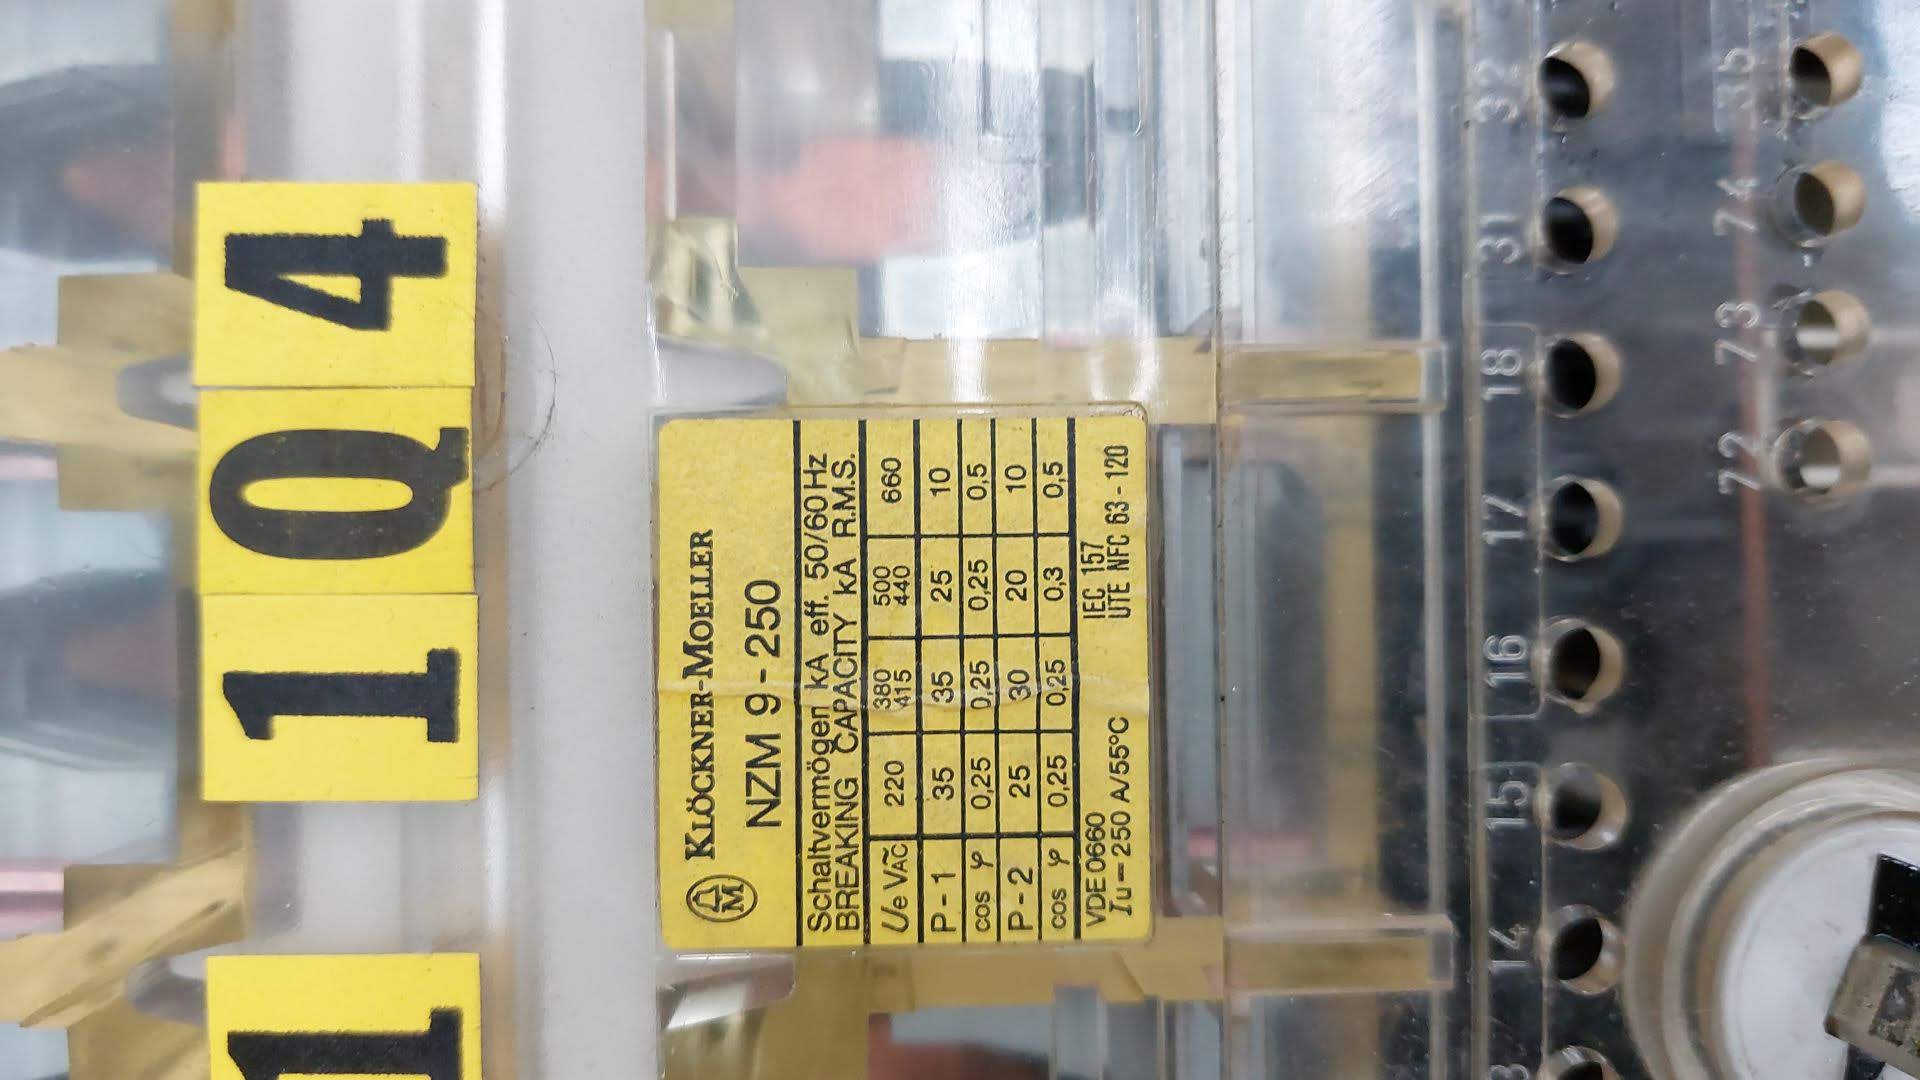 1Q4
1
KLÖCKNER-MOELLER
M
NZM 9-250
Schaltvermögen kA eff. 50/60 Hz
BREAKING CAPACITY kA R.M.S.
Ue VAC~ 220 380 415 500 440 660
P-1 35 35 25 10
cos φ 0,25 0,25 0,25 0,5
P-2 25 30 20 10
cos φ 0,25 0,25 0,3 0,5
VDE 0660 IEC 157
Iu = 250 A/55°C UTE NFC 63-120
14 15 16 17 18 31 32
72 73 74 35